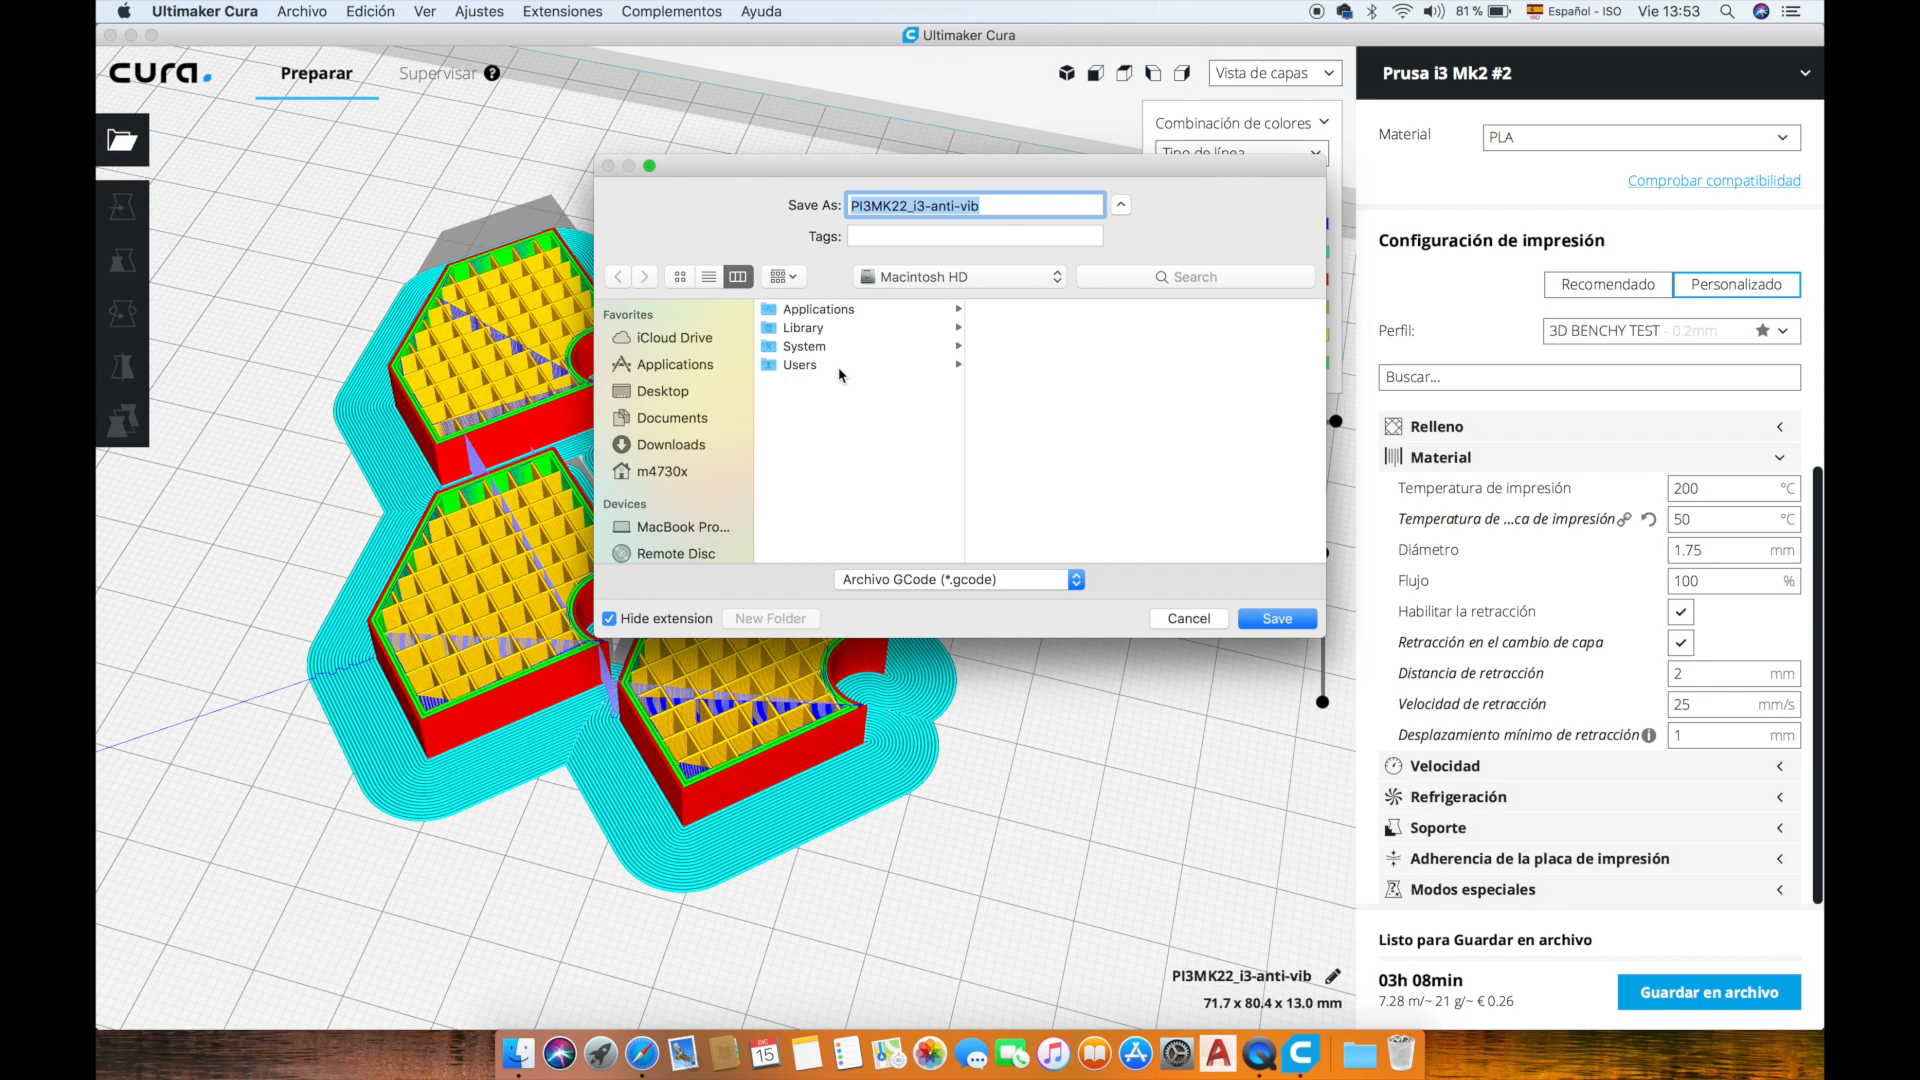 Ultimaker Cura Archivo Edición Ver Ajustes Extensiones Complementos Ayuda 81 % Español - ISO Vie 13:53
Ultimaker Cura
cura. Preparar Supervisar ? Vista de capas
Prusa i3 Mk2 #2
Combinación de colores
Tipo de línea
Material PLA
Comprobar compatibilidad
Configuración de impresión
Recomendado Personalizado
Perfil: 3D BENCHY TEST - 0.2mm
Buscar...
Relleno
Material
Temperatura de impresión 200 °C
Temperatura de ...ca de impresión 50 °C
Diámetro 1.75 mm
Flujo 100 %
Habilitar la retracción
Retracción en el cambio de capa
Distancia de retracción 2 mm
Velocidad de retracción 25 mm/s
Desplazamiento mínimo de retracción 1 mm
Velocidad
Refrigeración
Soporte
Adherencia de la placa de impresión
Modos especiales
Listo para Guardar en archivo
03h 08min
7.28 m/~ 21 g/~ € 0.26
Guardar en archivo
Save As: PI3MK22_i3-anti-vib
Tags:
Macintosh HD Search
Favorites
iCloud Drive
Applications
Desktop
Documents
Downloads
m4730x
Devices
MacBook Pro...
Remote Disc
Applications
Library
System
Users
Archivo GCode (*.gcode)
Hide extension New Folder Cancel Save
PI3MK22_i3-anti-vib
71.7 x 80.4 x 13.0 mm
DIC
15